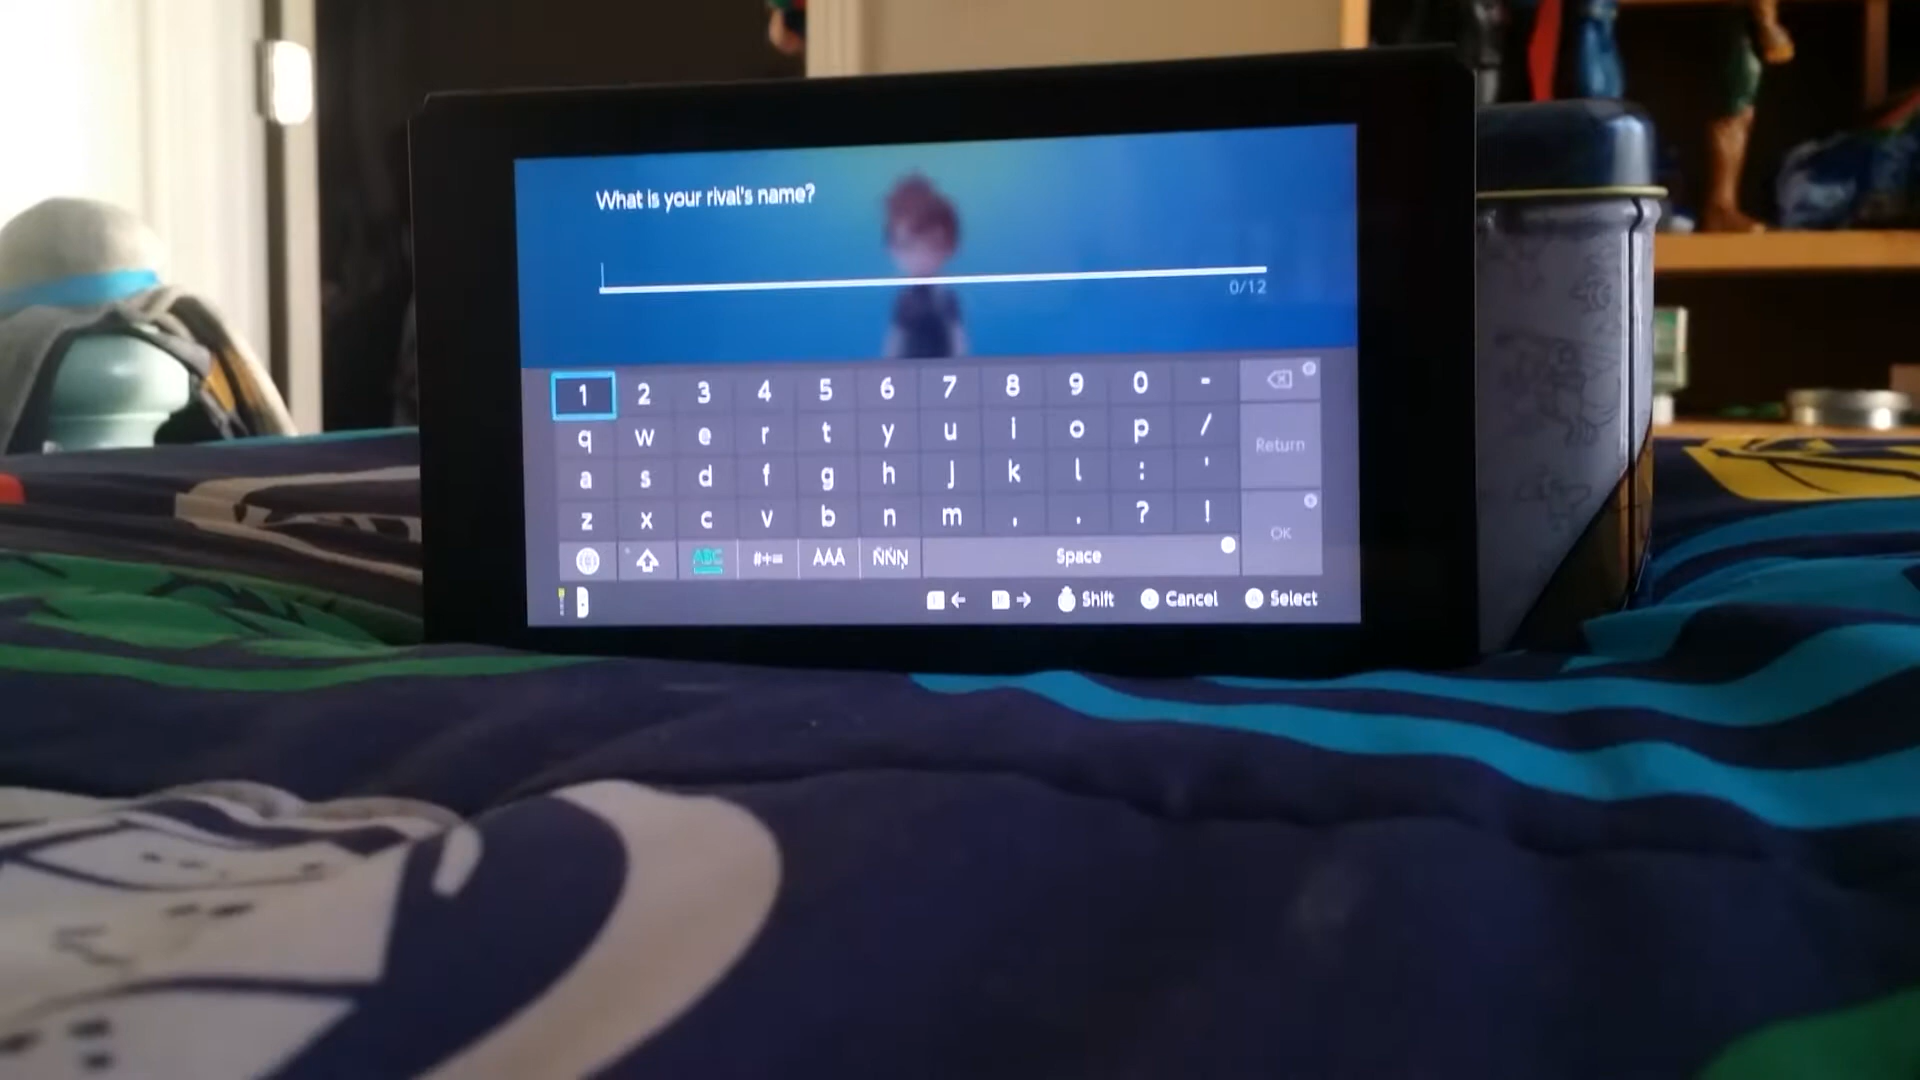 What is your rival's name?
0/12
1 2 3 4 5 6 7 8 9 0 -
q w e r t y u i o p /
Return
a s d f g h j k l : '
z x c v b n m , . ? !
OK
ABC #+= ÀÁÂ Space
← → Shift Cancel Select